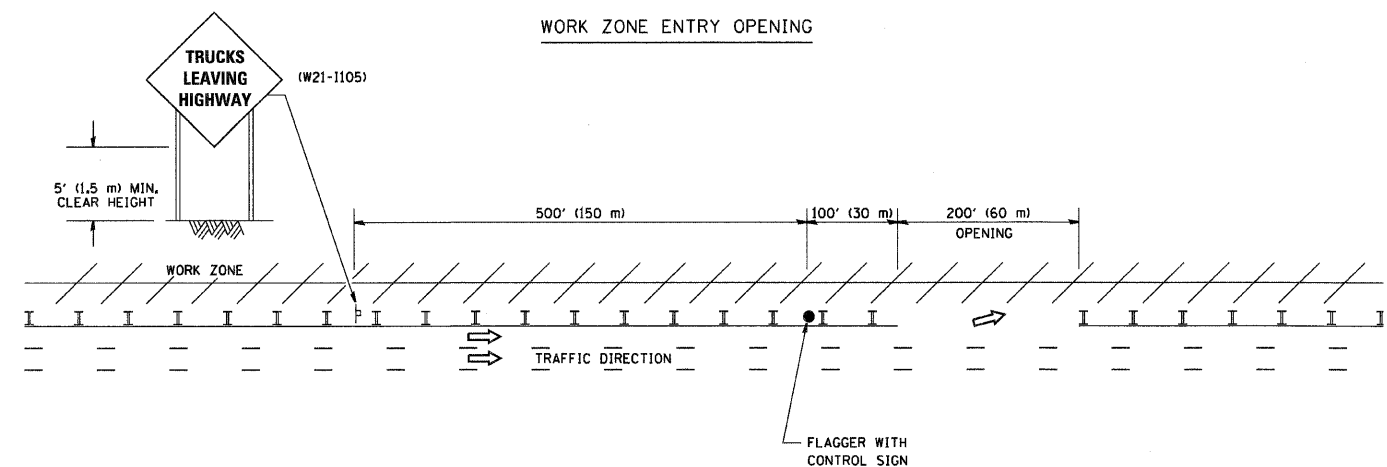 WORK ZONE ENTRY OPENING
TRUCKS
LEAVING
HIGHWAY
(W21-I105)
5' (1.5 m) MIN.
CLEAR HEIGHT
500' (150 m)
100' (30 m)
200' (60 m)
OPENING
WORK ZONE
TRAFFIC DIRECTION
FLAGGER WITH
CONTROL SIGN